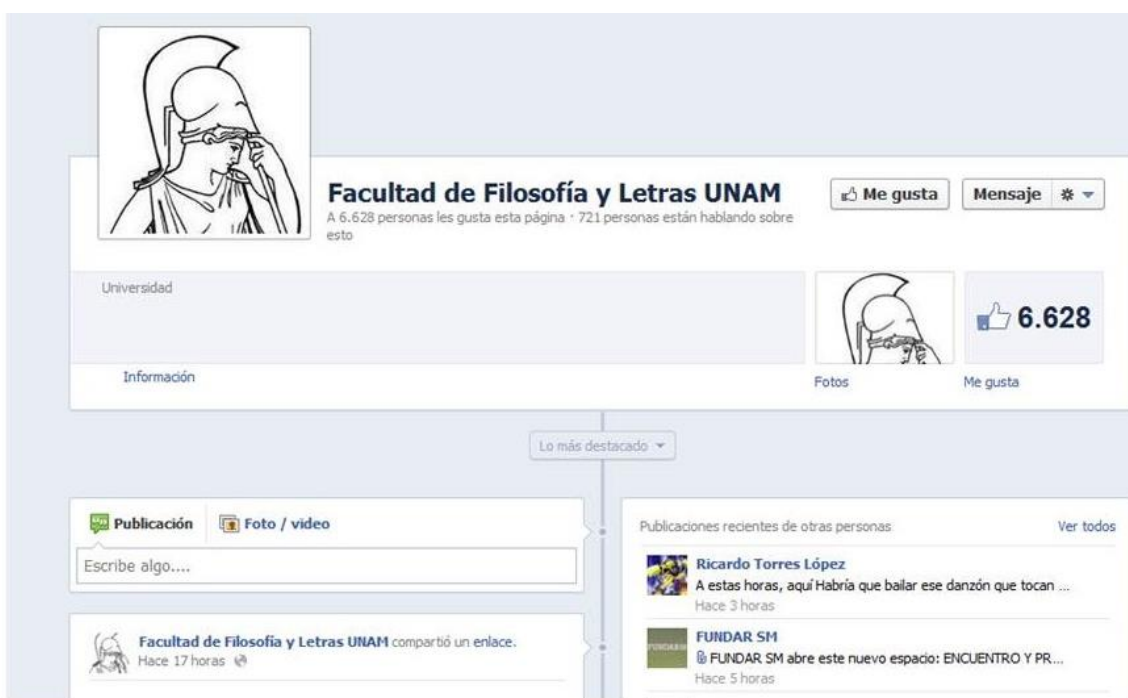 Facultad de Filosofía y Letras UNAM
A 6.628 personas les gusta esta página · 721 personas están hablando sobre
esto
Me gusta
Mensaje
Universidad
6.628
Información
Fotos
Me gusta
Lo más destacado
Publicación
Foto / video
Escribe algo....
Facultad de Filosofía y Letras UNAM compartió un enlace.
Hace 17 horas
Publicaciones recientes de otras personas
Ver todos
Ricardo Torres López
A estas horas, aquí Habría que bailar ese danzón que tocan ...
Hace 3 horas
FUNDAR SM
FUNDAR SM
FUNDAR SM abre este nuevo espacio: ENCUENTRO Y PR...
Hace 5 horas